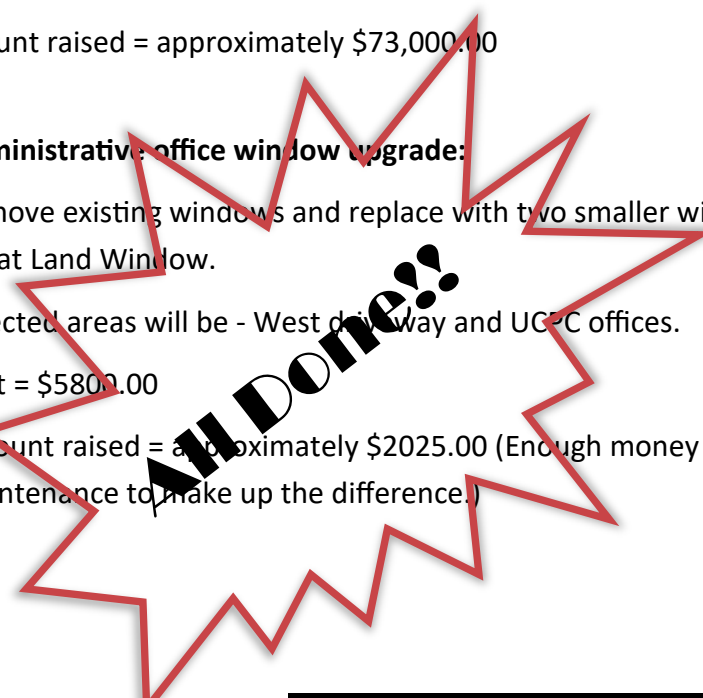 unt raised = approximately $73,000.00
ministrative office window upgrade:
move existing windows and replace with two smaller wi
at Land Window.
ected areas will be - West driveway and UCPC offices.
t = $5800.00
ount raised = approximately $2025.00 (Enough money
ntenance to make up the difference.)
All Done!!